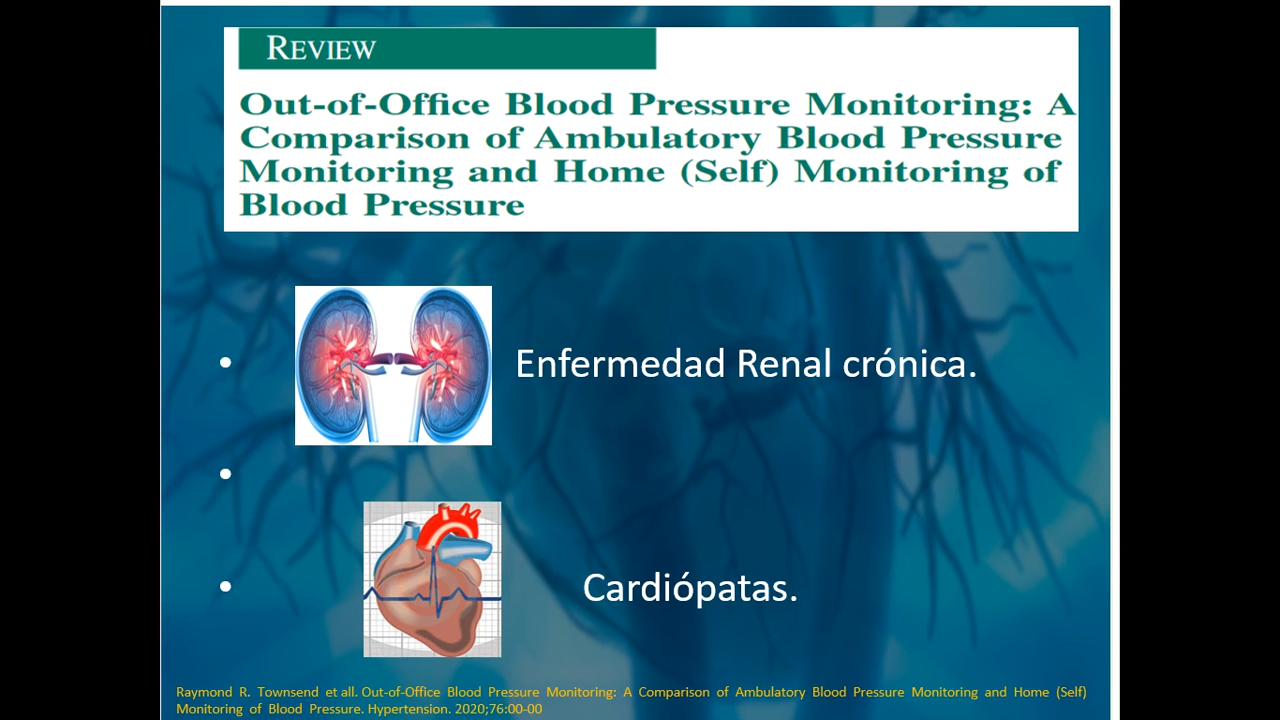 REVIEW
Out-of-Office Blood Pressure Monitoring: A
Comparison of Ambulatory Blood Pressure
Monitoring and Home (Self) Monitoring of
Blood Pressure
• Enfermedad Renal crónica.
•
• Cardiópatas.
Raymond R. Townsend et all. Out-of-Office Blood Pressure Monitoring: A Comparison of Ambulatory Blood Pressure Monitoring and Home (Self)
Monitoring of Blood Pressure. Hypertension. 2020;76:00-00